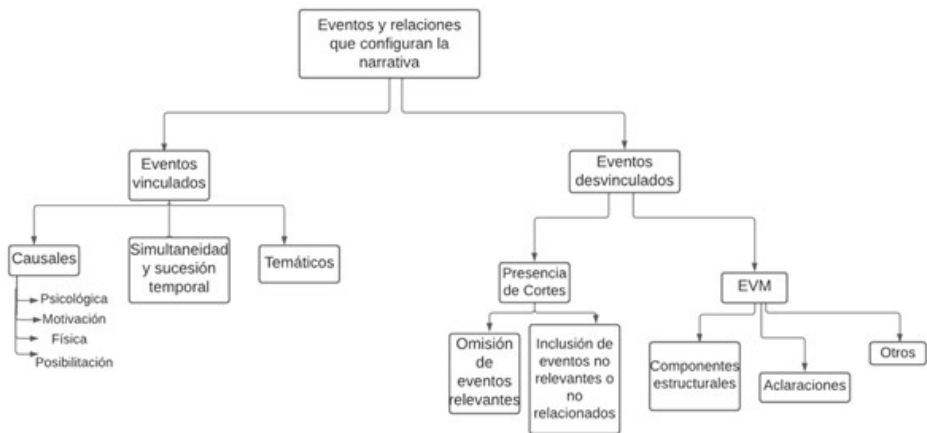 Eventos y relaciones
que configuran la
narrativa
Eventos
vinculados
Eventos
desvinculados
Causales
Simultaneidad
y sucesión
temporal
Temáticos
Psicológica
Motivación
Física
Posibilitación
Presencia
de Cortes
EVM
Omisión
de
eventos
relevantes
Inclusión de
eventos no
relevantes o
no
relacionados
Componentes
estructurales
Aclaraciones
Otros